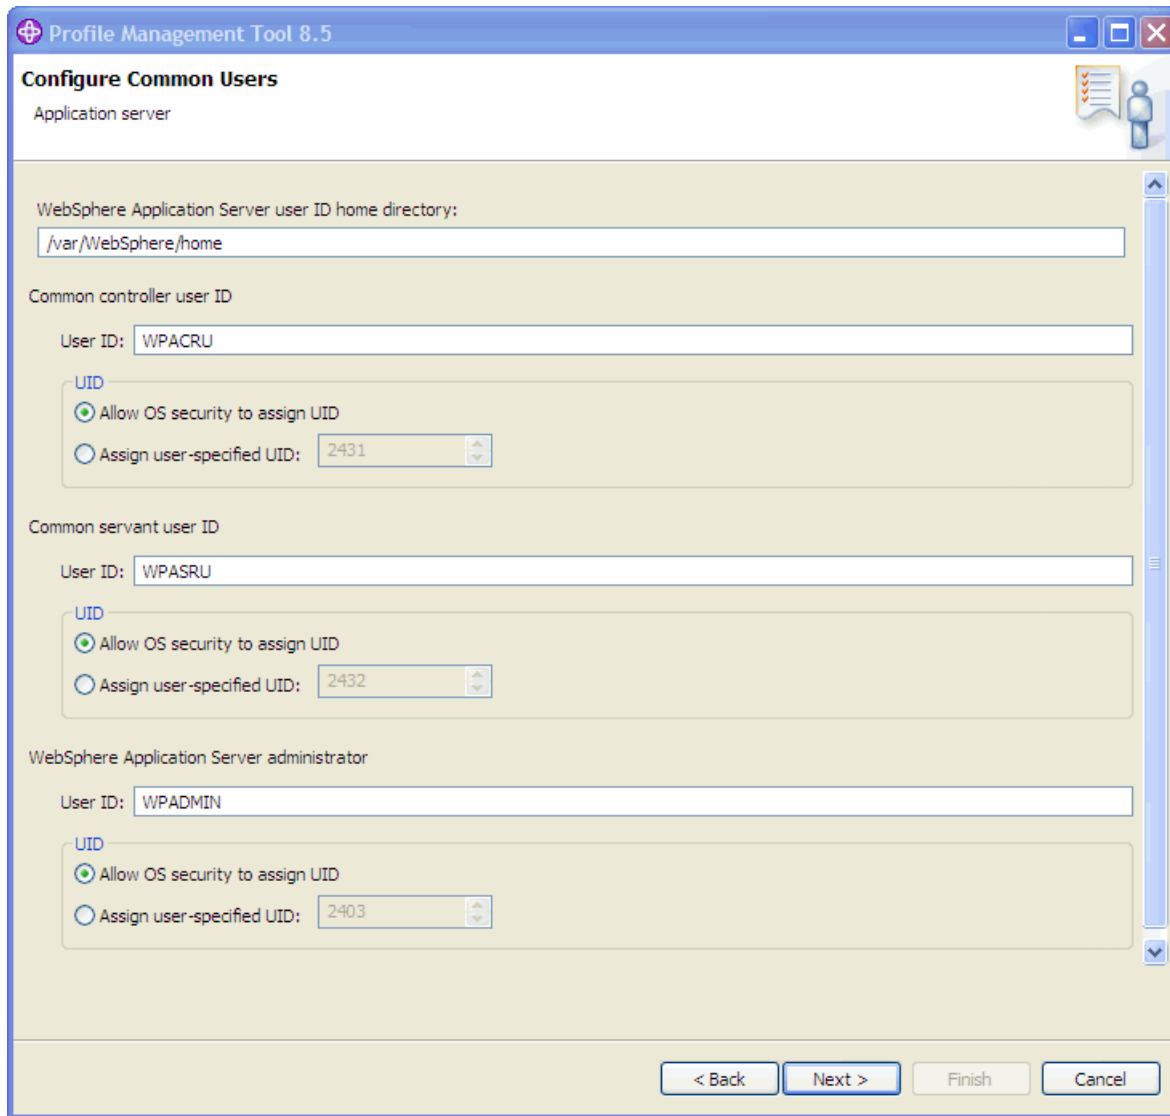 Profile Management Tool 8.5
Configure Common Users
Application server
WebSphere Application Server user ID home directory:
/var/WebSphere/home
Common controller user ID
User ID: WPACRU
UID
Allow OS security to assign UID
Assign user-specified UID: 2431
Common servant user ID
User ID: WPASRU
UID
Allow OS security to assign UID
Assign user-specified UID: 2432
WebSphere Application Server administrator
User ID: WPADMIN
UID
Allow OS security to assign UID
Assign user-specified UID: 2403
< Back Next > Finish Cancel